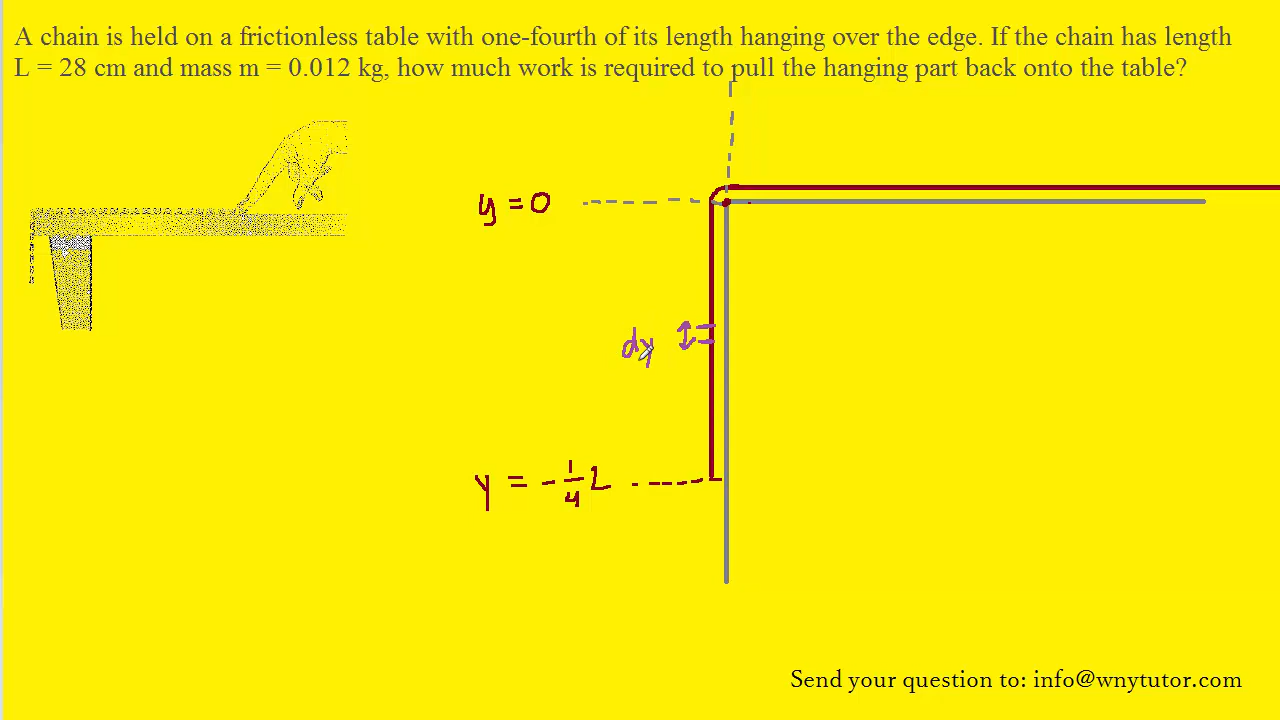 A chain is held on a frictionless table with one-fourth of its length hanging over the edge. If the chain has length
L = 28 cm and mass m = 0.012 kg, how much work is required to pull the hanging part back onto the table?
y = 0
dy
y = -1/4 L
Send your question to: info@wnytutor.com